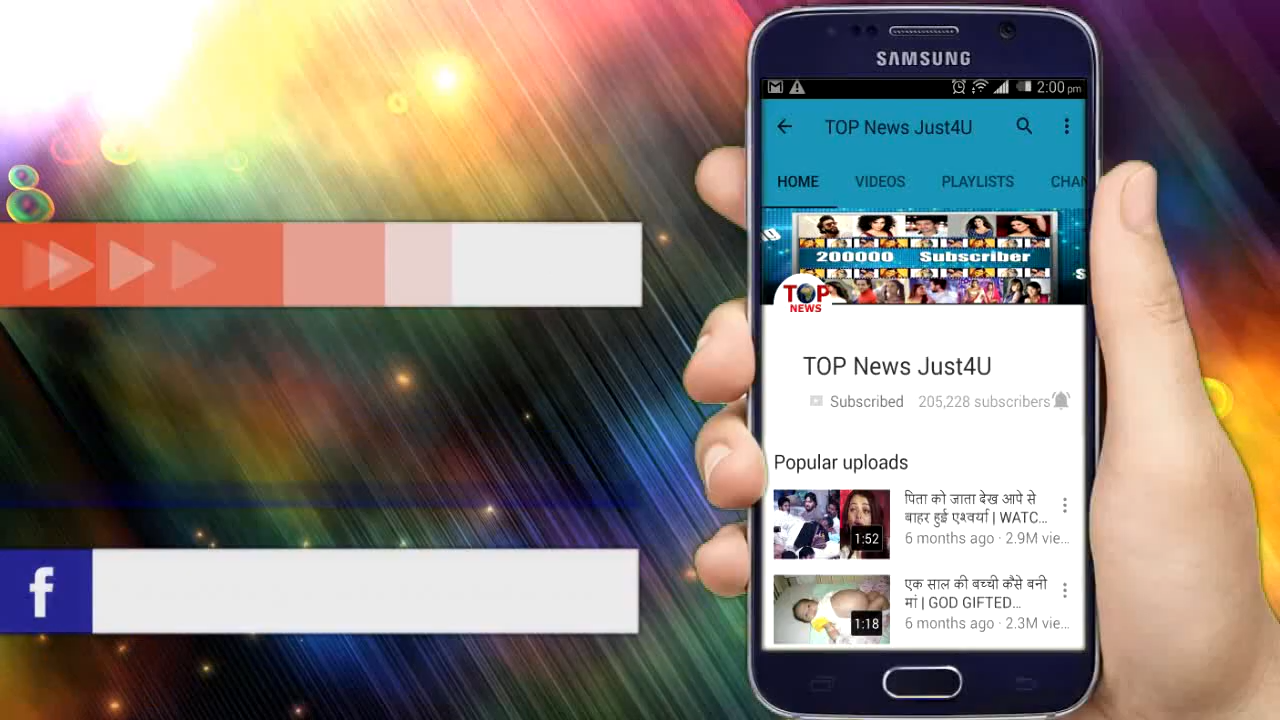 SAMSUNG
2:00 pm
TOP News Just4U
HOME VIDEOS PLAYLISTS CHAN
200000 Subscriber
TOP
NEWS
TOP News Just4U
Subscribed 205,228 subscribers
Popular uploads
पिता को जाता देख आपे से
बाहर हुई एश्वर्या | WATC...
6 months ago · 2.9M vie...
1:52
एक साल की बच्ची कैसे बनी
मां | GOD GIFTED...
6 months ago · 2.3M vie...
1:18
f